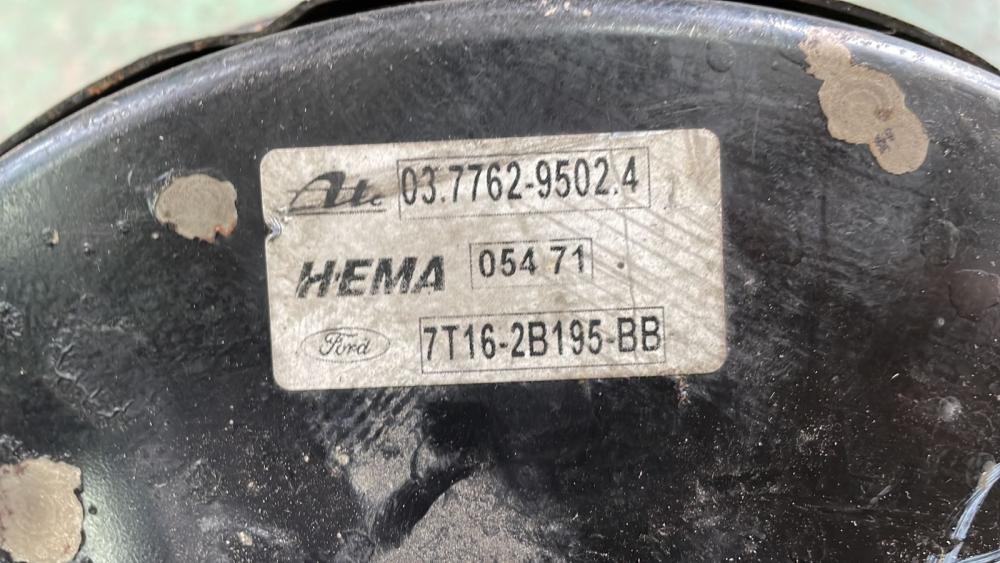 Ate 03.7762-9502.4
HEMA 054 71
Ford 7T16-2B195-BB